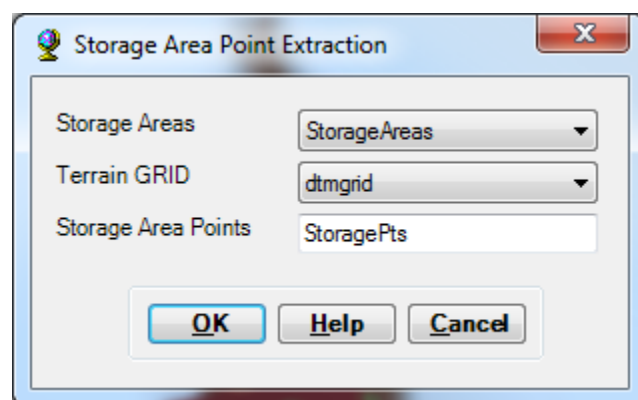 Storage Area Point Extraction
Storage Areas StorageAreas
Terrain GRID dtmgrid
Storage Area Points StoragePts
OK Help Cancel